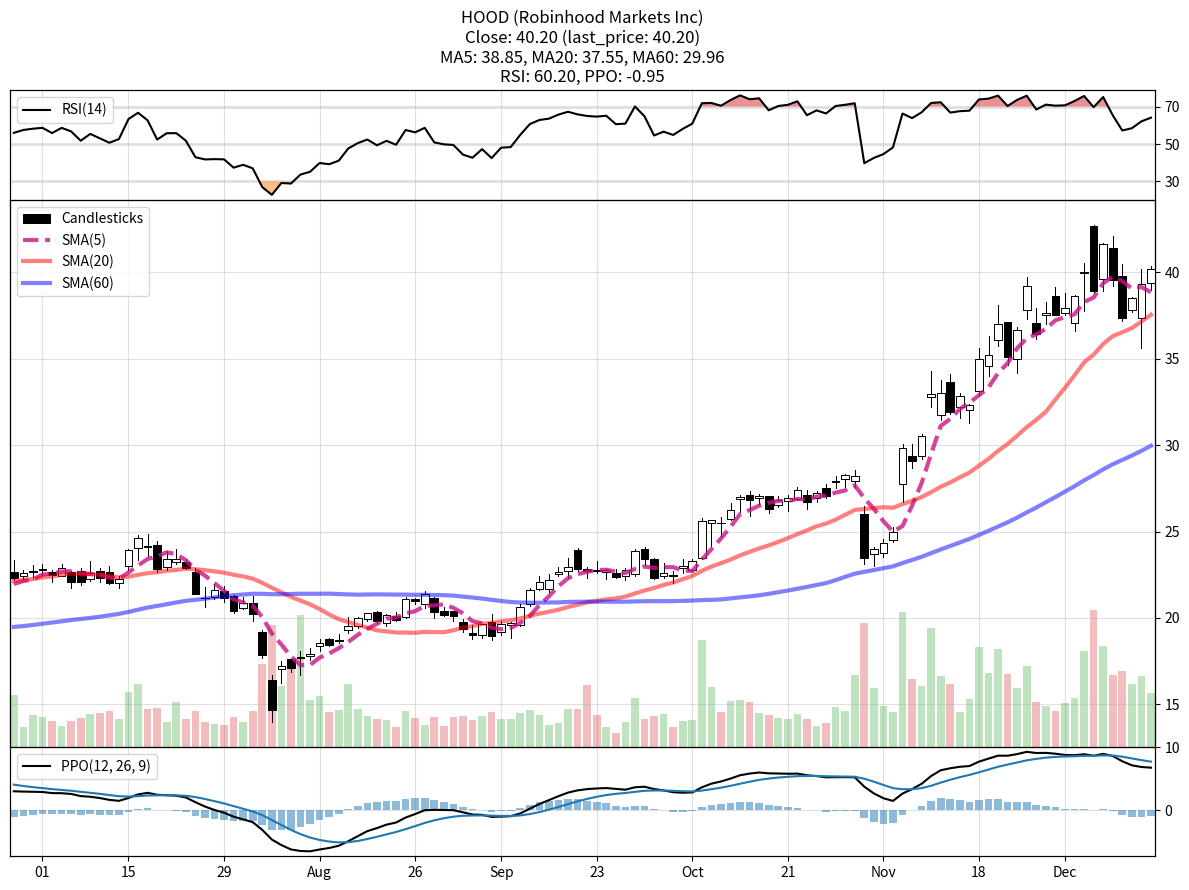 HOOD (Robinhood Markets Inc)
Close: 40.20 (last_price: 40.20)
MA5: 38.85, MA20: 37.55, MA60: 29.96
RSI: 60.20, PPO: -0.95
RSI(14)
70
50
30
Candlesticks
SMA(5)
SMA(20)
SMA(60)
40
35
30
25
20
15
10
PPO(12, 26, 9)
0
01 15 29 Aug 26 Sep 23 Oct 21 Nov 18 Dec